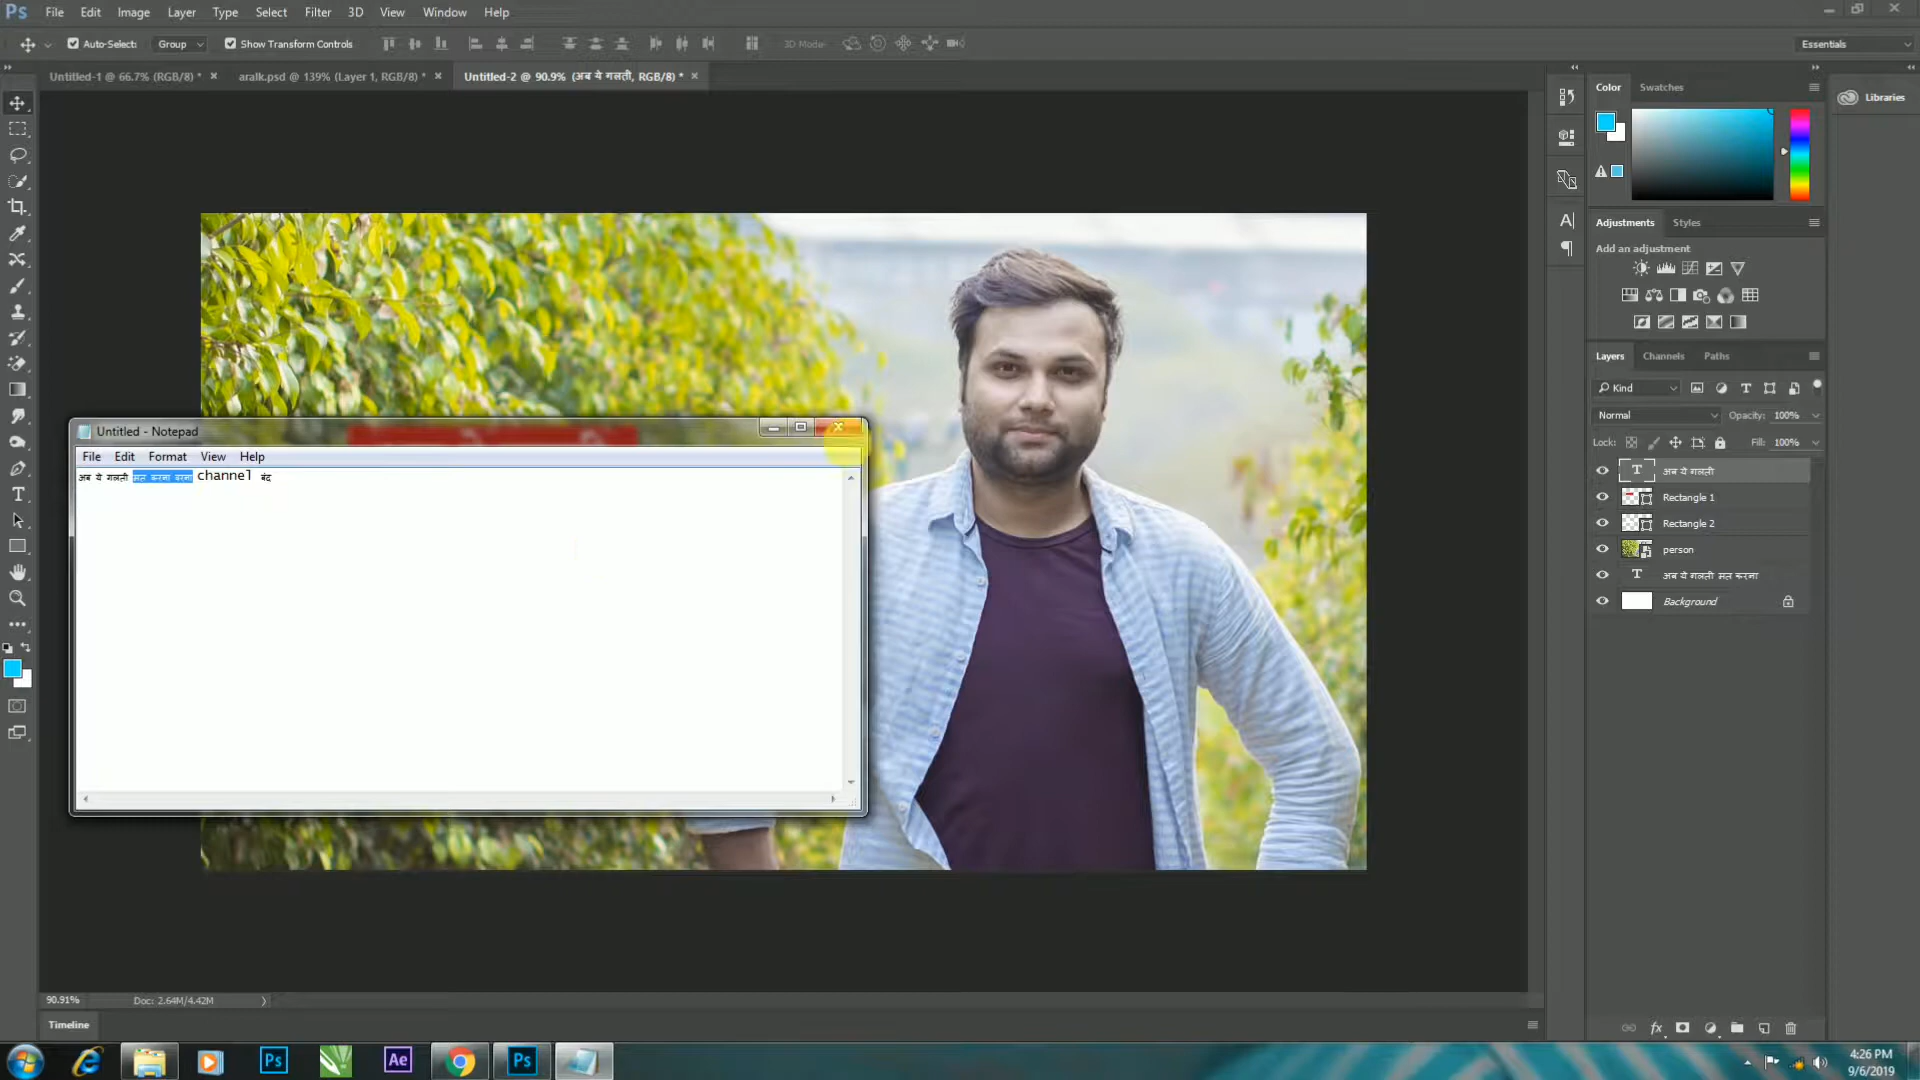 Ps File Edit Image Layer Type Select Filter 3D View Window Help
Auto-Select: Group Show Transform Controls 3D Mode: Essentials
Untitled-1 @ 66.7% (RGB/8) * × aralk.psd @ 139% (Layer 1, RGB/8) * × Untitled-2 @ 90.9% (अब ये गलती, RGB/8) * ×
Color Swatches
Libraries
Adjustments Styles
Add an adjustment
Layers Channels Paths
Kind
Normal Opacity: 100%
Lock: Fill: 100%
अब ये गलती
Rectangle 1
Rectangle 2
person
अब ये गलती मत करना
Background
Untitled - Notepad
File Edit Format View Help
अब ये गलती मत करना वरना channel बंद
90.91% Doc: 2.64M/4.42M
Timeline
Ps Ae Ps
4:26 PM
9/6/2019